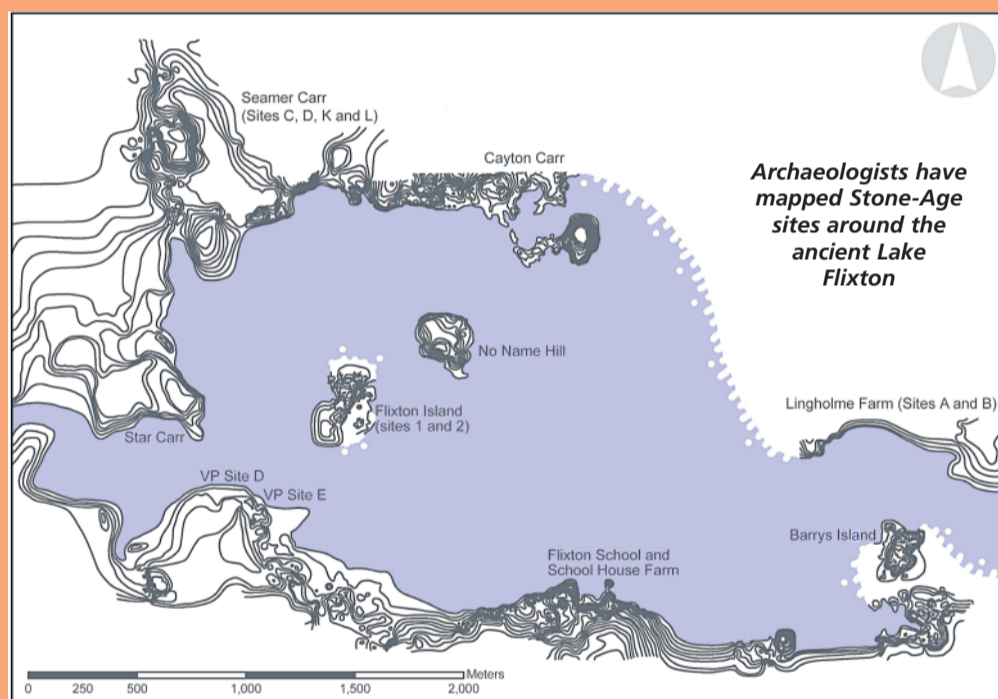 Seamer Carr
(Sites C, D, K and L)
Cayton Carr
Archaeologists have
mapped Stone-Age
sites around the
ancient Lake
Flixton
No Name Hill
Flixton Island
(sites 1 and 2)
Lingholme Farm (Sites A and B)
Star Carr
VP Site D
VP Site E
Barrys Island
Flixton School and
School House Farm
Meters
0 250 500 1,000 1,500 2,000